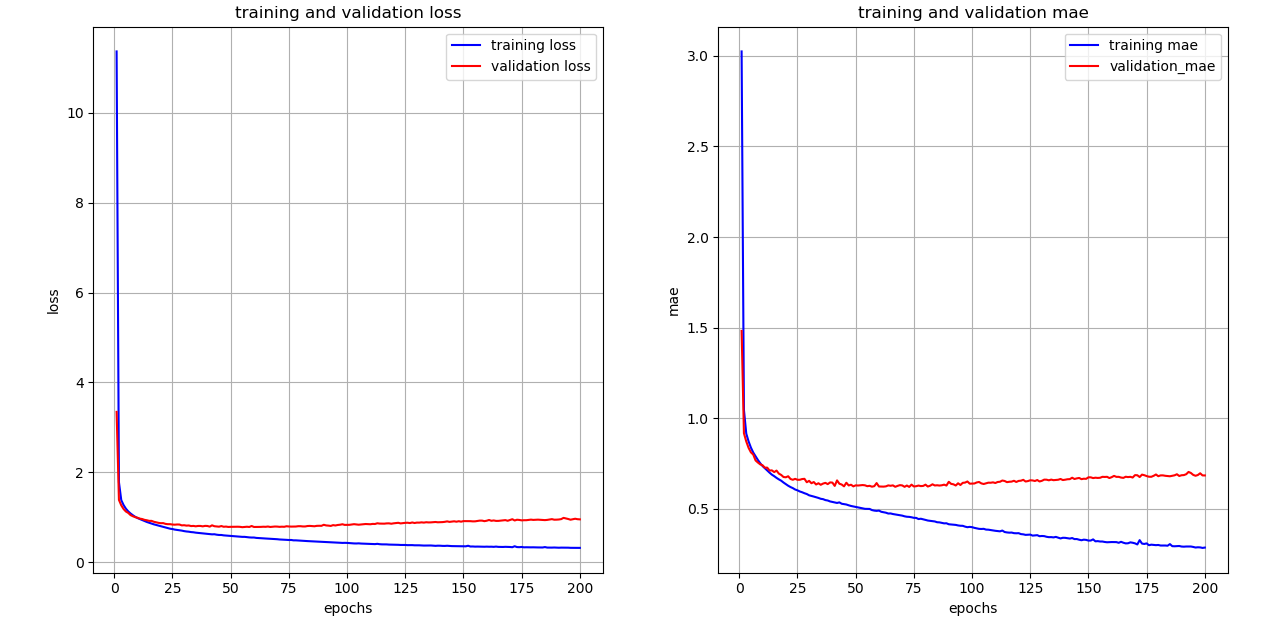 training and validation loss
training loss
validation loss
10
8
6
4
2
0
loss
0 25 50 75 100 125 150 175 200
epochs
training and validation mae
training mae
validation_mae
3.0
2.5
2.0
1.5
1.0
0.5
mae
0 25 50 75 100 125 150 175 200
epochs